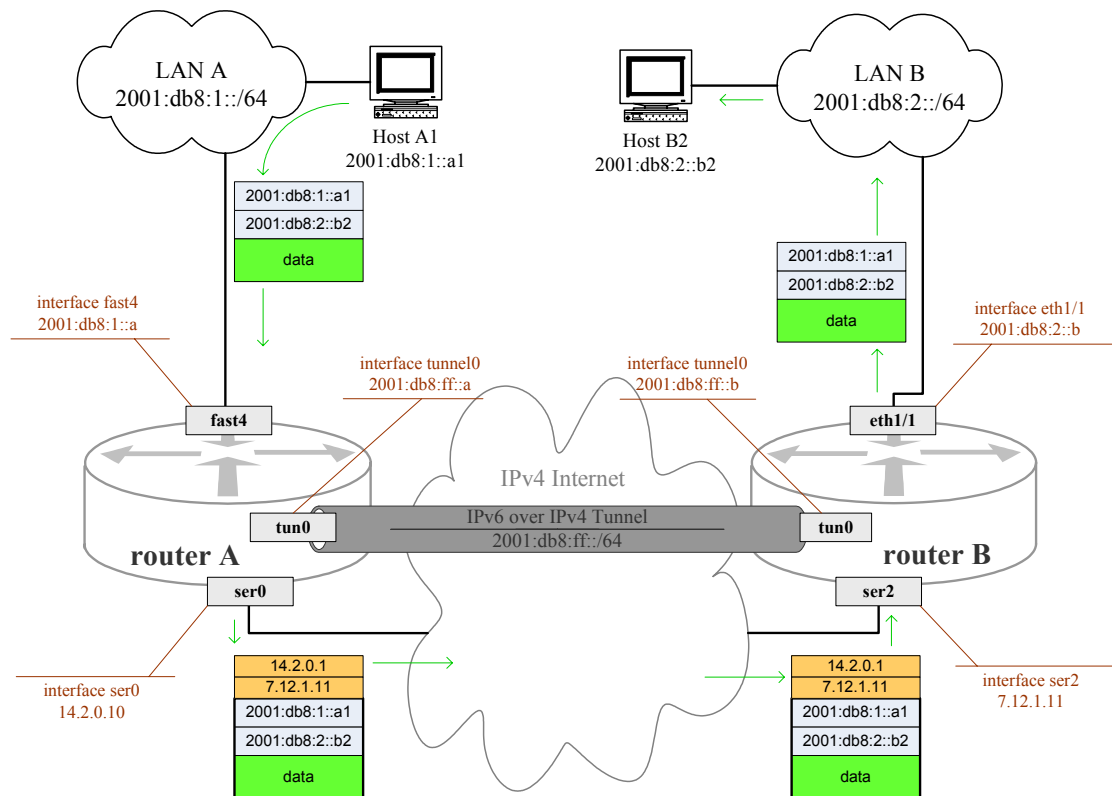 LAN A
2001:db8:1::/64
Host A1
2001:db8:1::a1
LAN B
2001:db8:2::/64
Host B2
2001:db8:2::b2
2001:db8:1::a1
2001:db8:2::b2
data
2001:db8:1::a1
2001:db8:2::b2
data
interface fast4
2001:db8:1::a
interface eth1/1
2001:db8:2::b
interface tunnel0
2001:db8:ff::a
interface tunnel0
2001:db8:ff::b
fast4
eth1/1
IPv4 Internet
tun0
IPv6 over IPv4 Tunnel
2001:db8:ff::/64
tun0
router A
router B
ser0
ser2
interface ser0
14.2.0.10
14.2.0.1
7.12.1.11
2001:db8:1::a1
2001:db8:2::b2
data
14.2.0.1
7.12.1.11
2001:db8:1::a1
2001:db8:2::b2
data
interface ser2
7.12.1.11